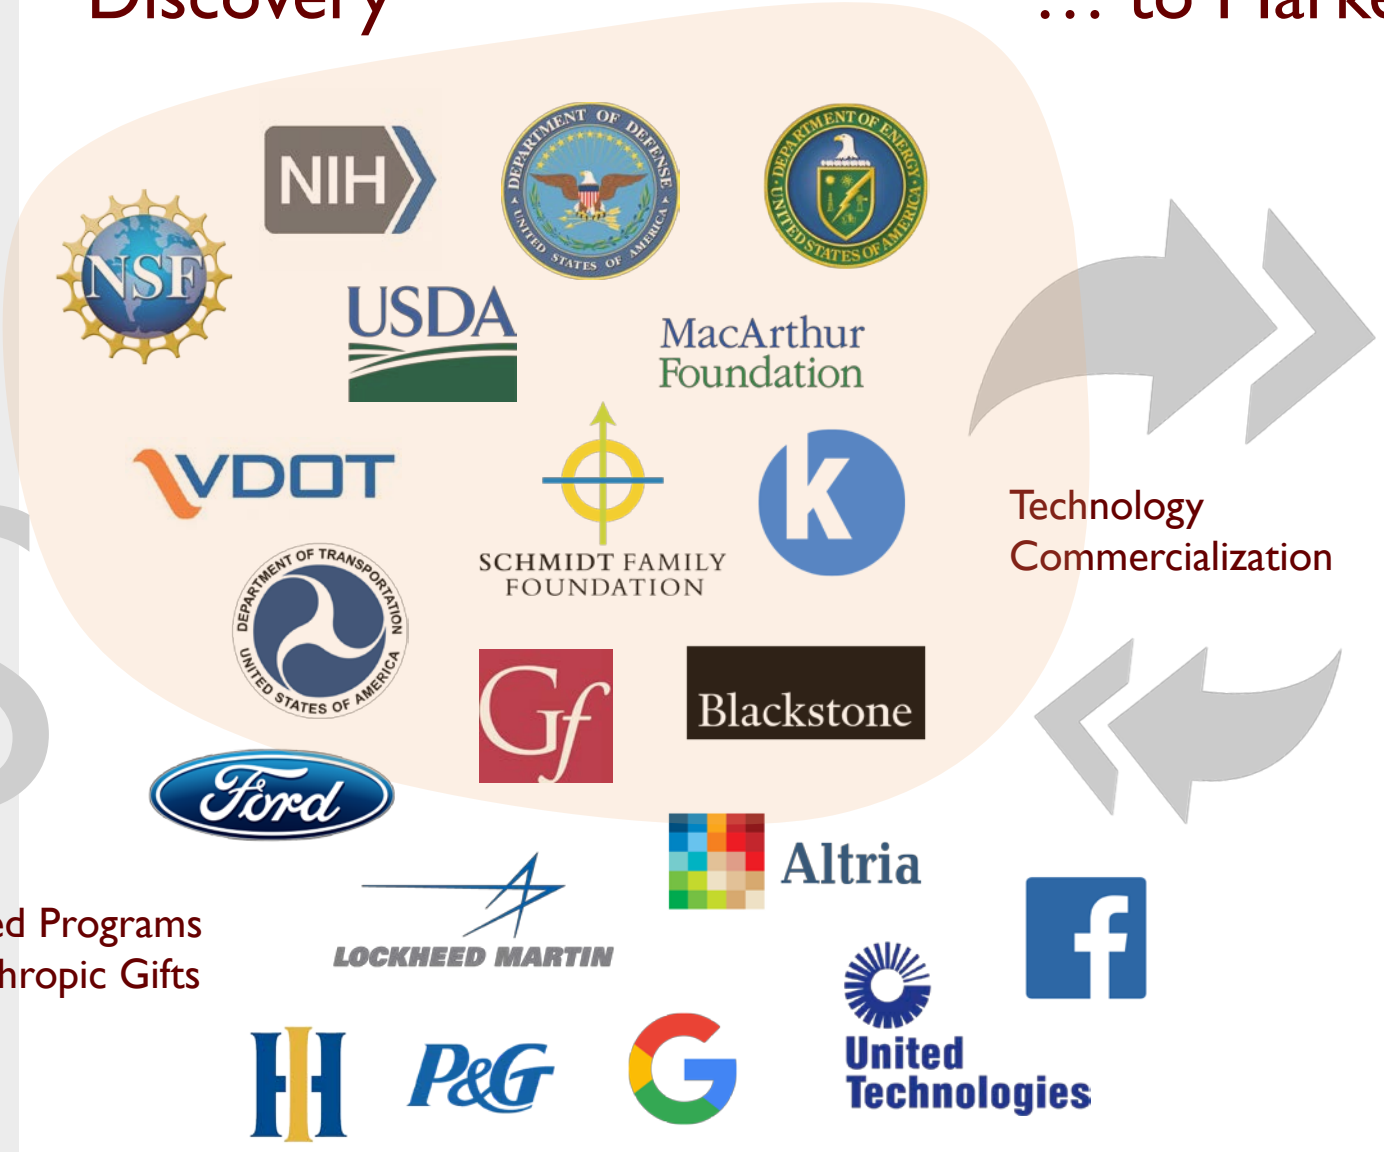 Discovery
… to Marke
NIH
DEPARTMENT OF DEFENSE
UNITED STATES OF AMERICA
DEPARTMENT OF ENERGY
UNITED STATES OF AMERICA
NSF
USDA
MacArthur
Foundation
VDOT
K
SCHMIDT FAMILY
FOUNDATION
Technology
Commercialization
DEPARTMENT OF TRANSPORTATION
UNITED STATES OF AMERICA
Gf
Blackstone
Ford
Altria
LOCKHEED MARTIN
f
ed Programs
hropic Gifts
United
Technologies
H
P&G
G